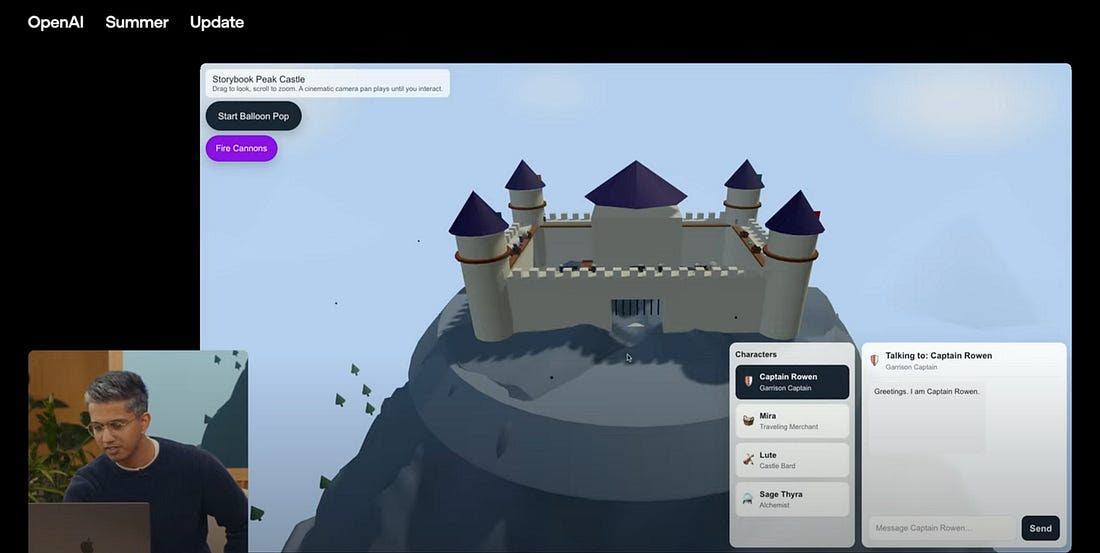 OpenAI Summer Update
Storybook Peak Castle
Drag to look, scroll to zoom. A cinematic camera pan plays until you interact.
Start Balloon Pop
Fire Cannons
Characters
Captain Rowen
Garrison Captain
Mira
Traveling Merchant
Lute
Castle Bard
Sage Thyra
Alchemist
Talking to: Captain Rowen
Garrison Captain
Greetings. I am Captain Rowen.
Message Captain Rowen...
Send